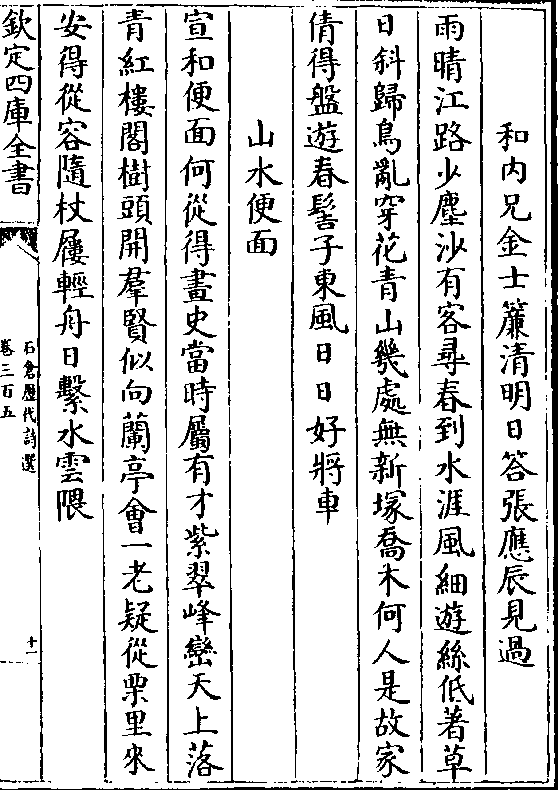 和内兄金士簾清明日答張應辰見過
雨晴江路少塵沙有客尋春到水涯風細遊絲低著草
日斜歸鳥亂穿花青山幾處無新塚喬木何人是故家
倩得盤遊春髻子東風日日好將車
山水便面
宣和便面何從得畫史當時屬有才紫翠峰巒天上落
青紅樓閣樹頭開羣賢似向蘭亭會一老疑從栗里來
安得從容隨杖屨輕舟日繫水雲隈
欽定四庫全書
石倉歷代詩選
卷三百五
十一